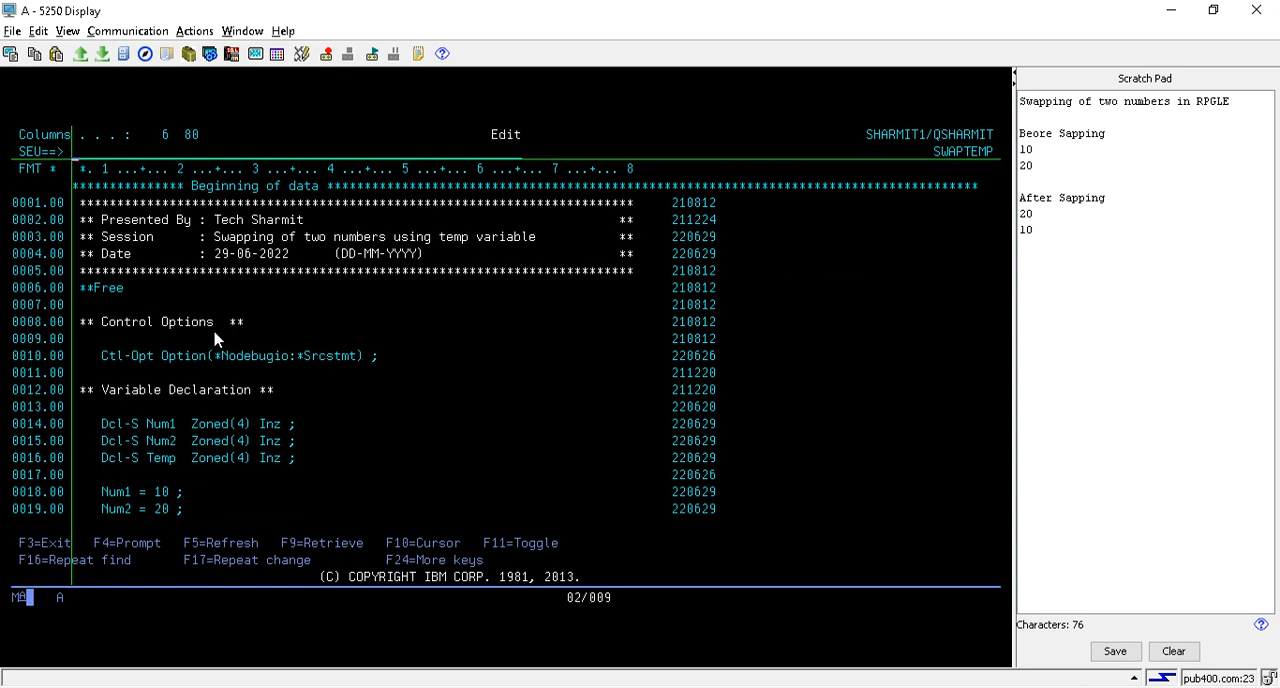 A - 5250 Display
File Edit View Communication Actions Window Help
Columns . . . : 6 80 Edit SHARMIT1/QSHARMIT
SEU==> SWAPTEMP
FMT * *. 1 ...+... 2 ...+... 3 ...+... 4 ...+... 5 ...+... 6 ...+... 7 ...+... 8
*************** Beginning of data *************************************************************************************
0001.00 ************************************************************************** 210812
0002.00 ** Presented By : Tech Sharmit ** 211224
0003.00 ** Session : Swapping of two numbers using temp variable ** 220629
0004.00 ** Date : 29-06-2022 (DD-MM-YYYY) ** 220629
0005.00 ************************************************************************** 210812
0006.00 **Free 210812
0007.00 210812
0008.00 ** Control Options ** 210812
0009.00 210812
0010.00 Ctl-Opt Option(*Nodebugio:*Srcstmt) ; 220626
0011.00 211220
0012.00 ** Variable Declaration ** 211220
0013.00 220620
0014.00 Dcl-S Num1 Zoned(4) Inz ; 220629
0015.00 Dcl-S Num2 Zoned(4) Inz ; 220629
0016.00 Dcl-S Temp Zoned(4) Inz ; 220629
0017.00 220626
0018.00 Num1 = 10 ; 220629
0019.00 Num2 = 20 ; 220629
F3=Exit F4=Prompt F5=Refresh F9=Retrieve F10=Cursor F11=Toggle
F16=Repeat find F17=Repeat change F24=More keys
(C) COPYRIGHT IBM CORP. 1981, 2013.
A 02/009
Scratch Pad
Swapping of two numbers in RPGLE
Beore Sapping
10
20
After Sapping
20
10
Characters: 76
Save Clear
pub400.com:23